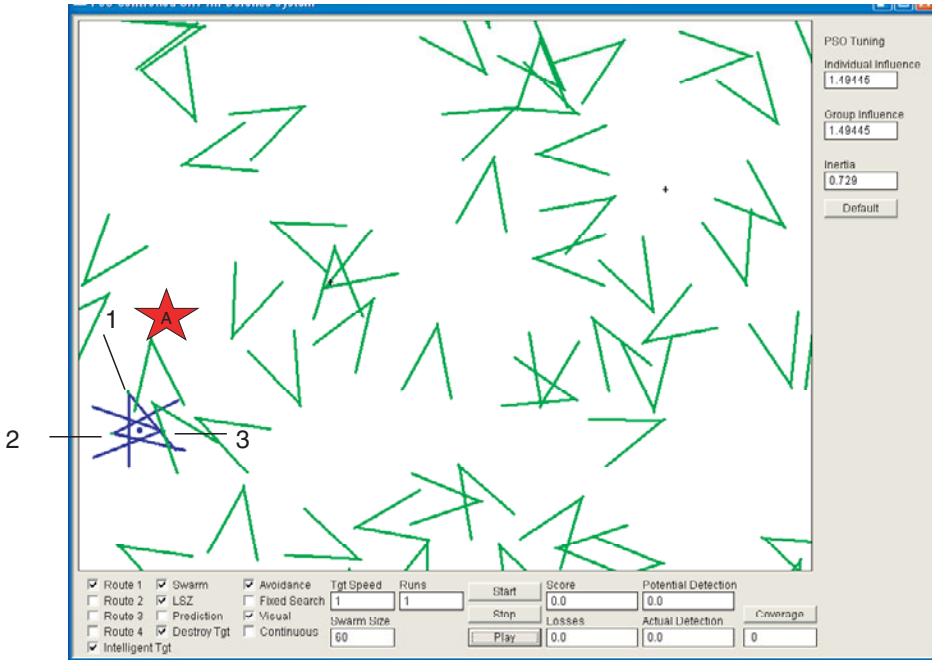 PSO Tuning
Individual Influence
1.49445
Group Influence
1.49445
Inertia
0.729
Default
A
1
2
3
Route 1 Swarm Avoidance Tgt Speed Runs Start Score Potential Detection
Route 2 LSZ Fixed Search 1 1 0.0 0.0
Route 3 Prediction Visual Swarm Size Stop Losses Actual Detection Coverage
Route 4 Destroy Tgt Continuous 60 Play 0.0 0.0 0
Intelligent Tgt